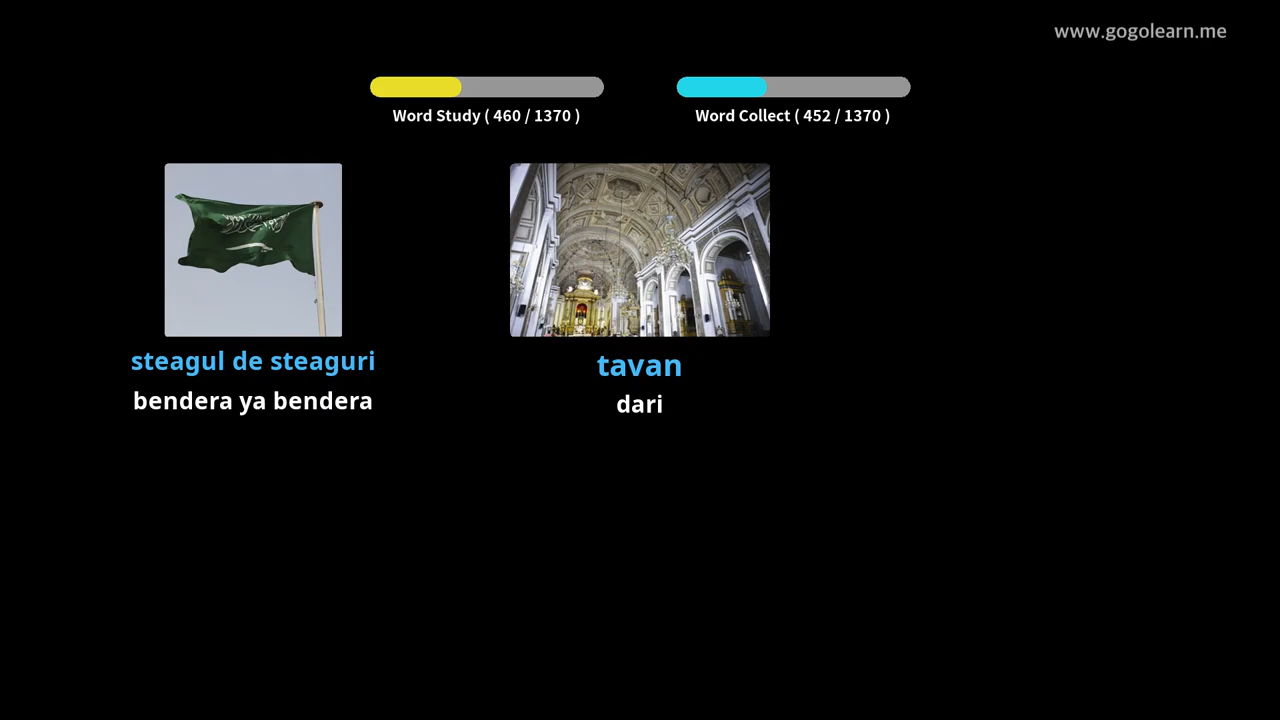 www.gogolearn.me
Word Study ( 460 / 1370 )
Word Collect ( 452 / 1370 )
steagul de steaguri
bendera ya bendera
tavan
dari